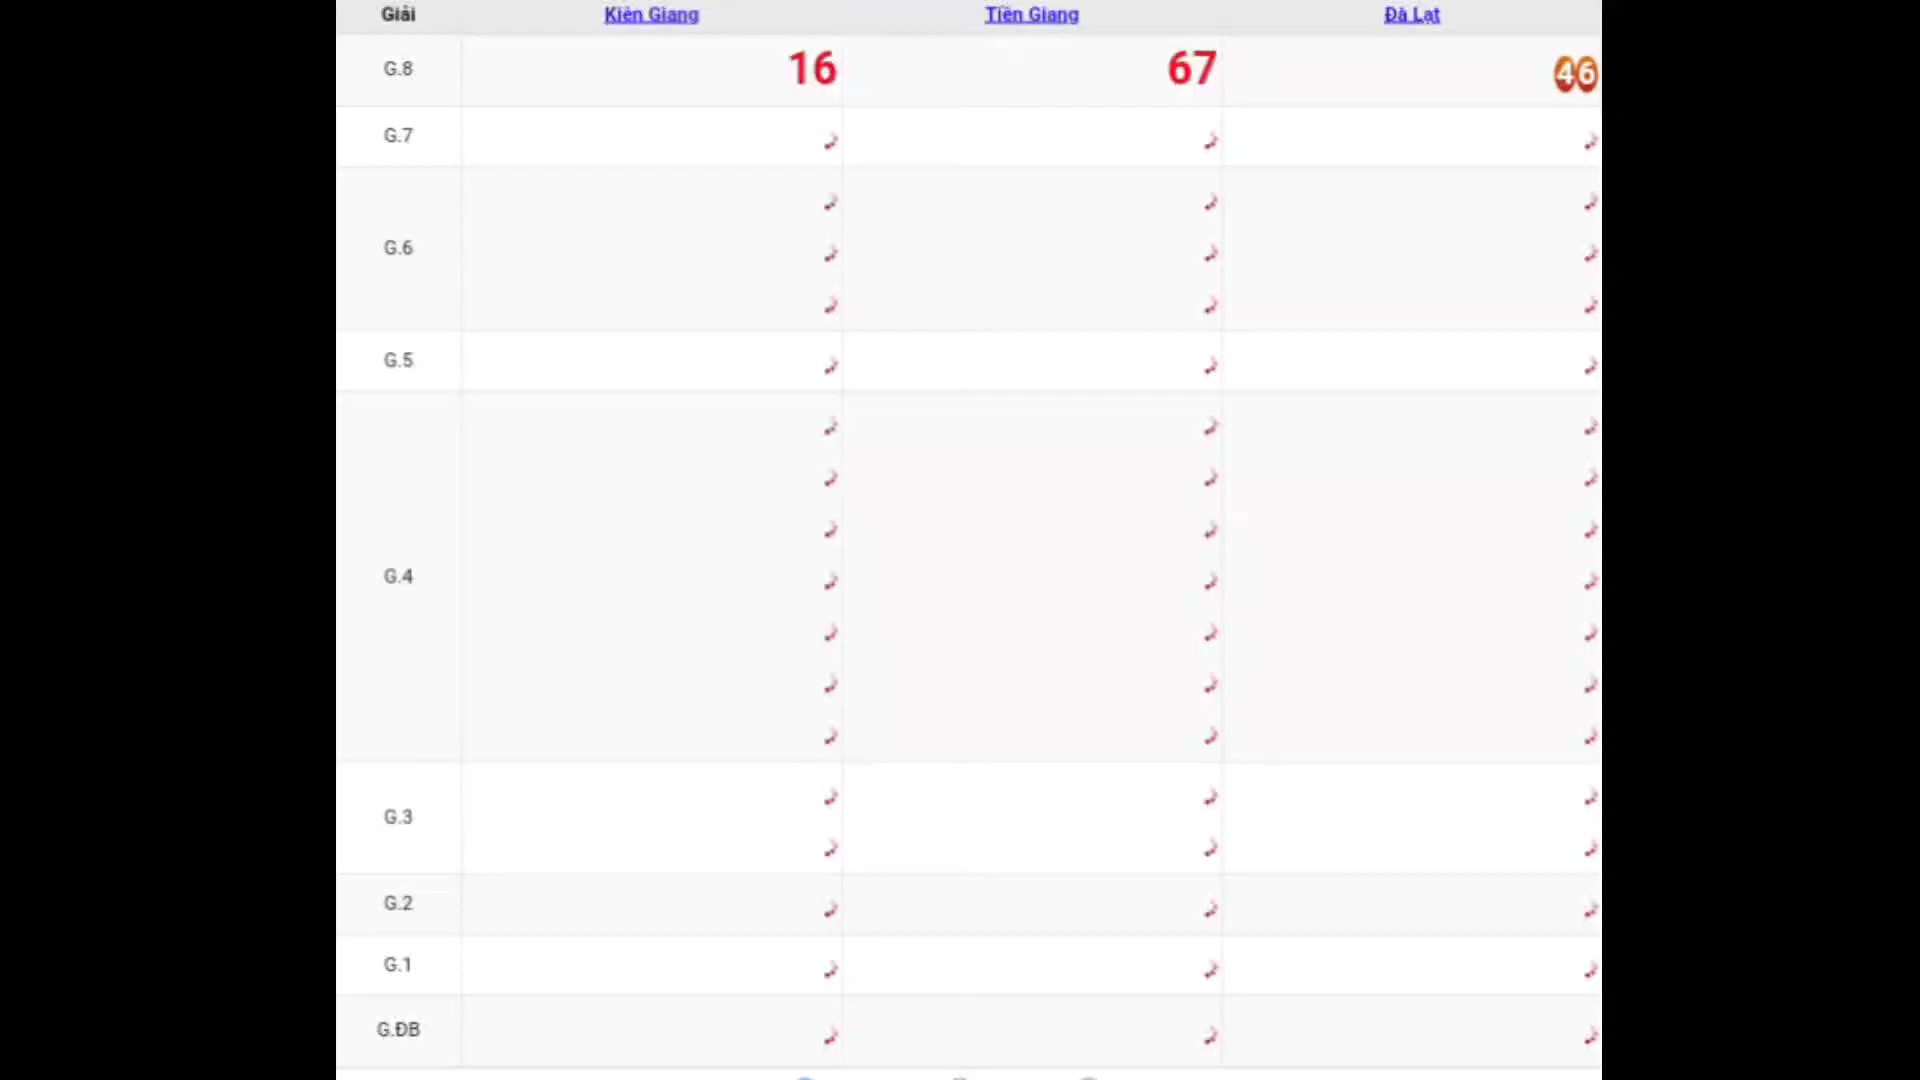 Giải Kiên Giang Tiền Giang Đà Lạt
G.8 16 67 46
G.7
G.6
G.5
G.4
G.3
G.2
G.1
G.ĐB